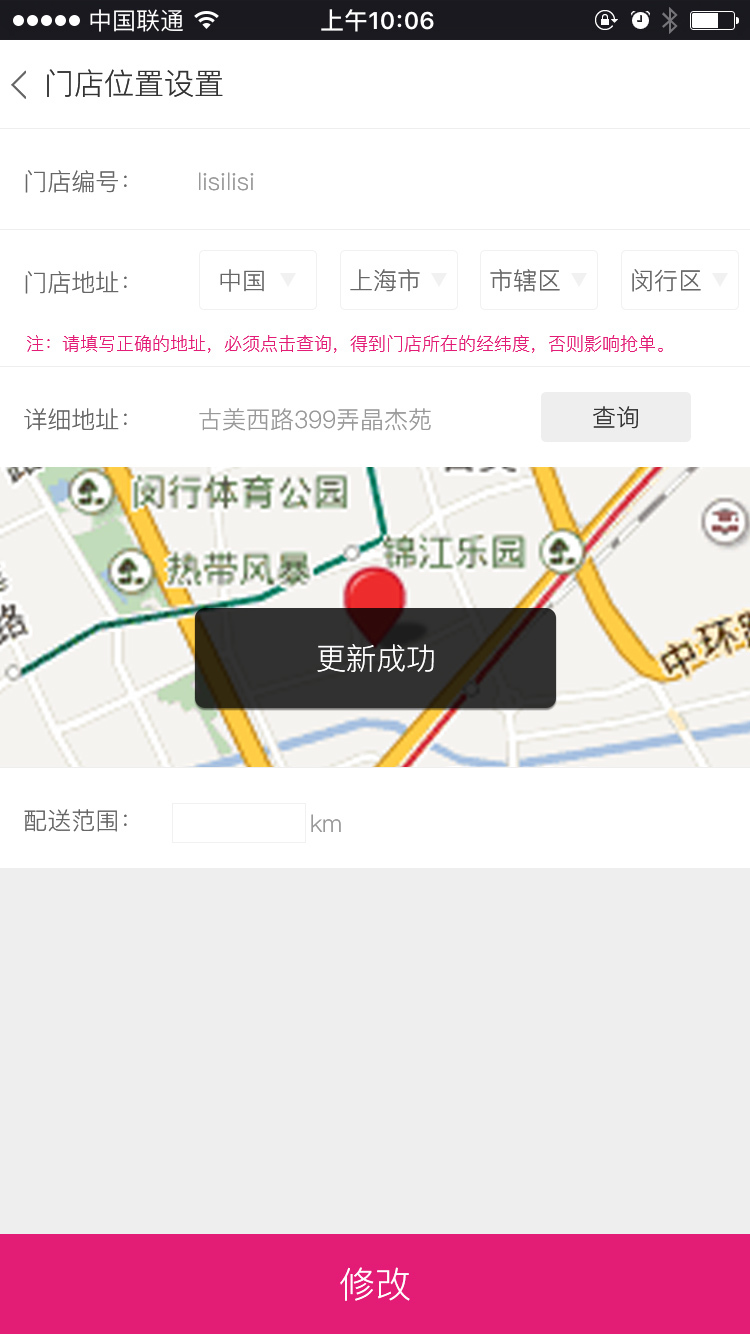 中国联通 上午10:06
门店位置设置
门店编号： lisilisi
门店地址： 中国 上海市 市辖区 闵行区
注：请填写正确的地址，必须点击查询，得到门店所在的经纬度，否则影响抢单。
详细地址： 古美西路399弄晶杰苑 查询
闵行体育公园
锦江乐园
热带风暴
路
中环路
更新成功
配送范围： km
修改